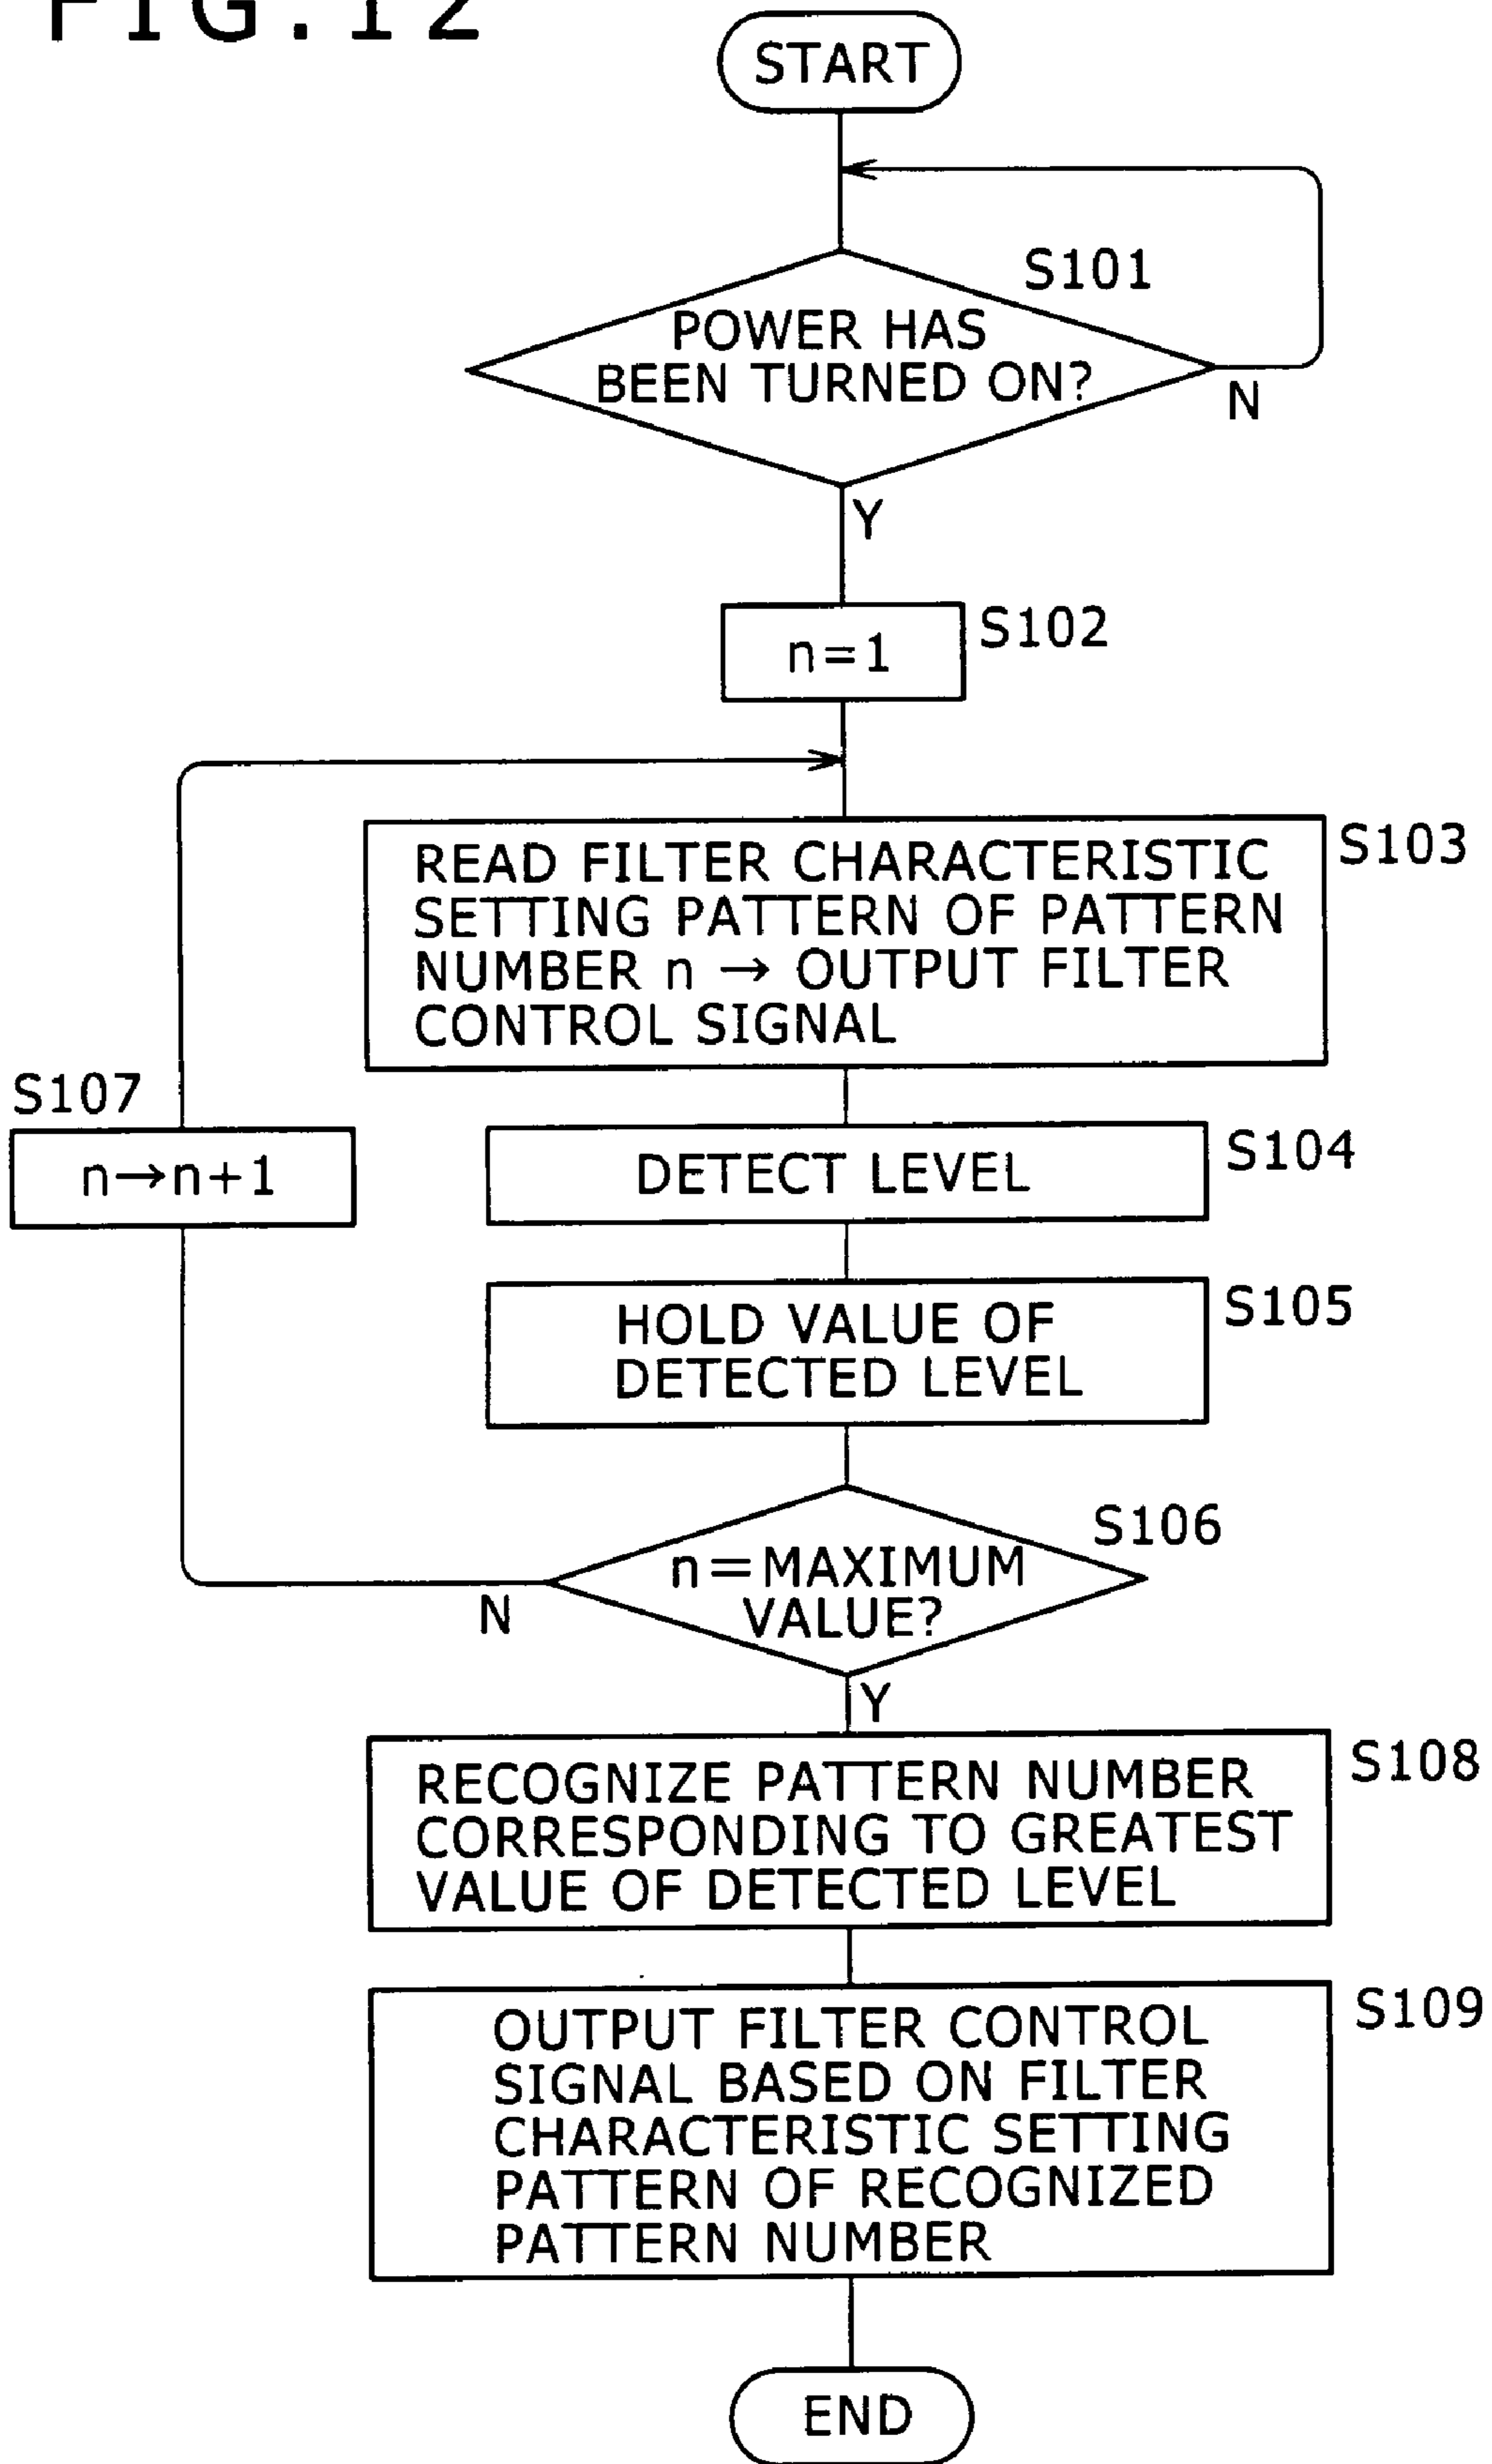 FIG.12
START
S101
POWER HAS
BEEN TURNED ON?
N
Y
S102
n=1
S103
READ FILTER CHARACTERISTIC
SETTING PATTERN OF PATTERN
NUMBER n → OUTPUT FILTER
CONTROL SIGNAL
S107
n→n+1
S104
DETECT LEVEL
S105
HOLD VALUE OF
DETECTED LEVEL
S106
n=MAXIMUM
VALUE?
N
Y
S108
RECOGNIZE PATTERN NUMBER
CORRESPONDING TO GREATEST
VALUE OF DETECTED LEVEL
S109
OUTPUT FILTER CONTROL
SIGNAL BASED ON FILTER
CHARACTERISTIC SETTING
PATTERN OF RECOGNIZED
PATTERN NUMBER
END